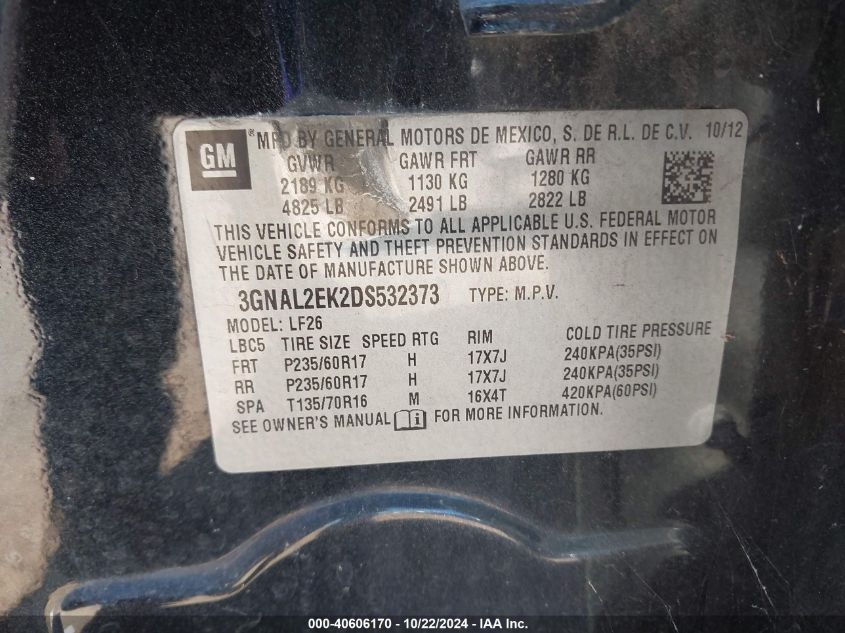 GM ® MFD BY GENERAL MOTORS DE MEXICO, S. DE R.L. DE C.V. 10/12
GVWR GAWR FRT GAWR RR
2189 KG 1130 KG 1280 KG
4825 LB 2491 LB 2822 LB
THIS VEHICLE CONFORMS TO ALL APPLICABLE U.S. FEDERAL MOTOR
VEHICLE SAFETY AND THEFT PREVENTION STANDARDS IN EFFECT ON
THE DATE OF MANUFACTURE SHOWN ABOVE.
3GNAL2EK2DS532373 TYPE: M.P.V.
MODEL: LF26
LBC5 TIRE SIZE SPEED RTG RIM COLD TIRE PRESSURE
FRT P235/60R17 H 17X7J 240KPA(35PSI)
RR P235/60R17 H 17X7J 240KPA(35PSI)
SPA T135/70R16 M 16X4T 420KPA(60PSI)
SEE OWNER'S MANUAL FOR MORE INFORMATION.
000-40606170 - 10/22/2024 - IAA Inc.